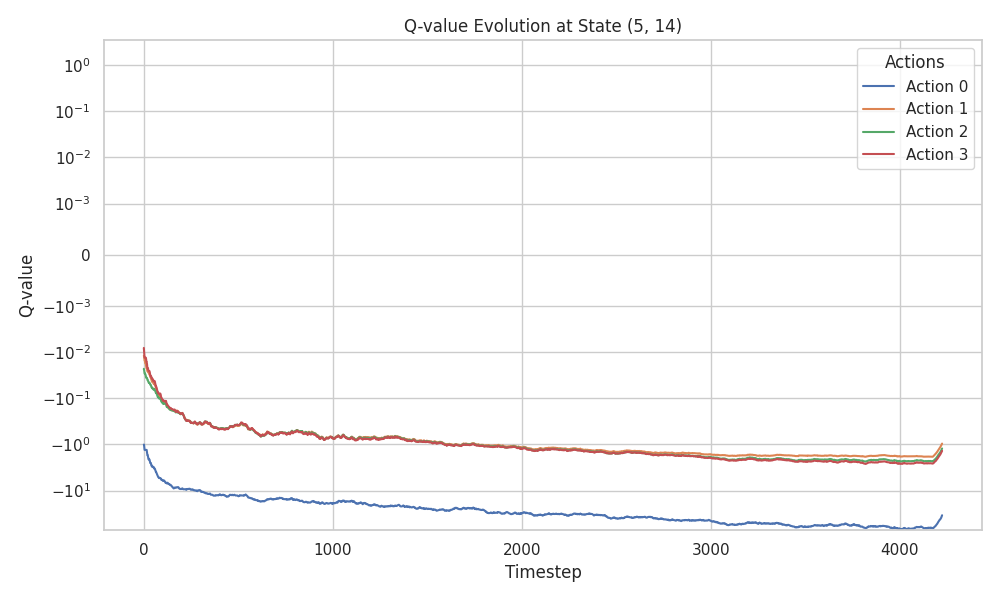 Q-value Evolution at State (5, 14)
Actions
Action 0
Action 1
Action 2
Action 3
Q-value
10⁰
10⁻¹
10⁻²
10⁻³
0
−10⁻³
−10⁻²
−10⁻¹
−10⁰
−10¹
0 1000 2000 3000 4000
Timestep